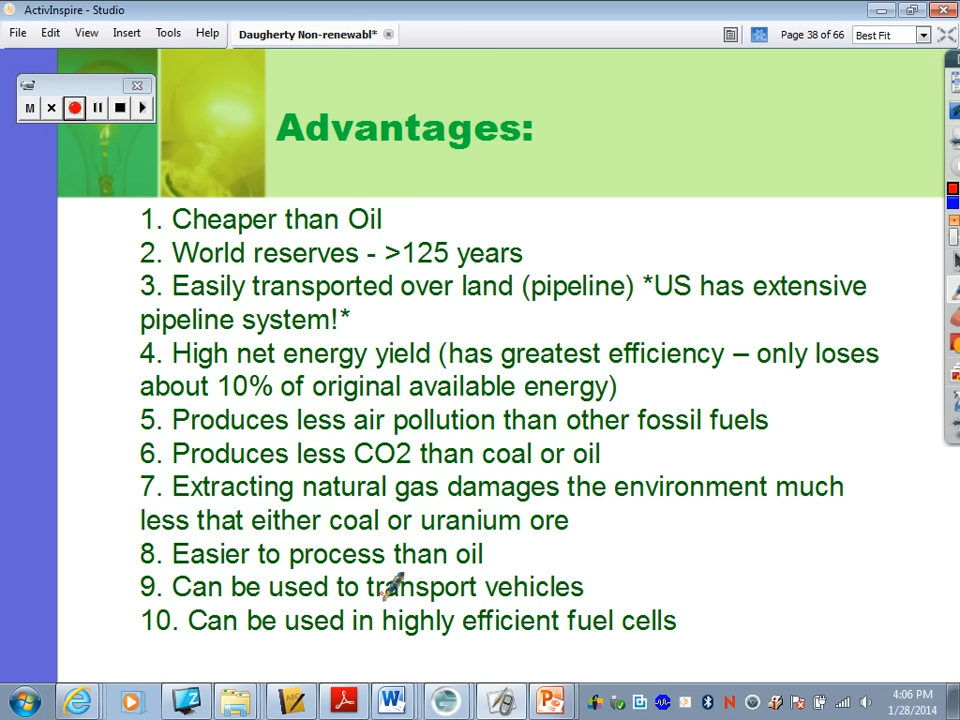 ActivInspire - Studio
File Edit View Insert Tools Help
Daugherty Non-renewabl*
Page 38 of 66
Best Fit
M
Advantages:
1. Cheaper than Oil
2. World reserves - >125 years
3. Easily transported over land (pipeline) *US has extensive
pipeline system!*
4. High net energy yield (has greatest efficiency – only loses
about 10% of original available energy)
5. Produces less air pollution than other fossil fuels
6. Produces less CO2 than coal or oil
7. Extracting natural gas damages the environment much
less that either coal or uranium ore
8. Easier to process than oil
9. Can be used to transport vehicles
10. Can be used in highly efficient fuel cells
4:06 PM
1/28/2014